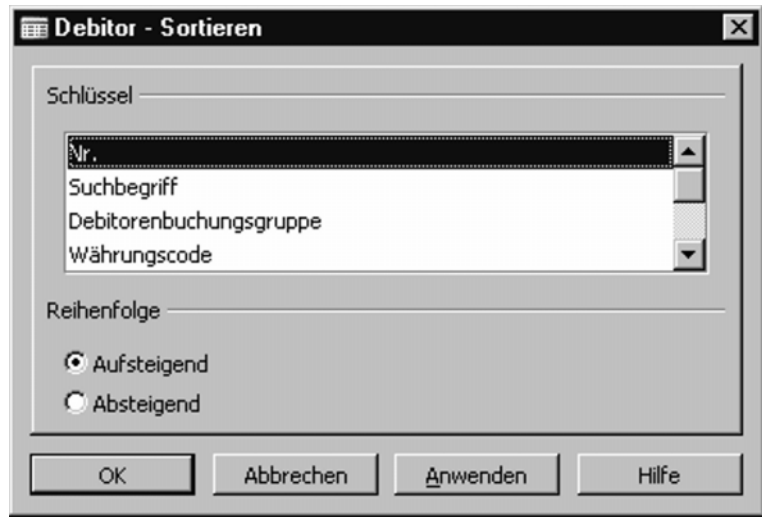 Debitor - Sortieren
Schlüssel
Nr.
Suchbegriff
Debitorenbuchungsgruppe
Währungscode
Reihenfolge
Aufsteigend
Absteigend
OK Abbrechen Anwenden Hilfe